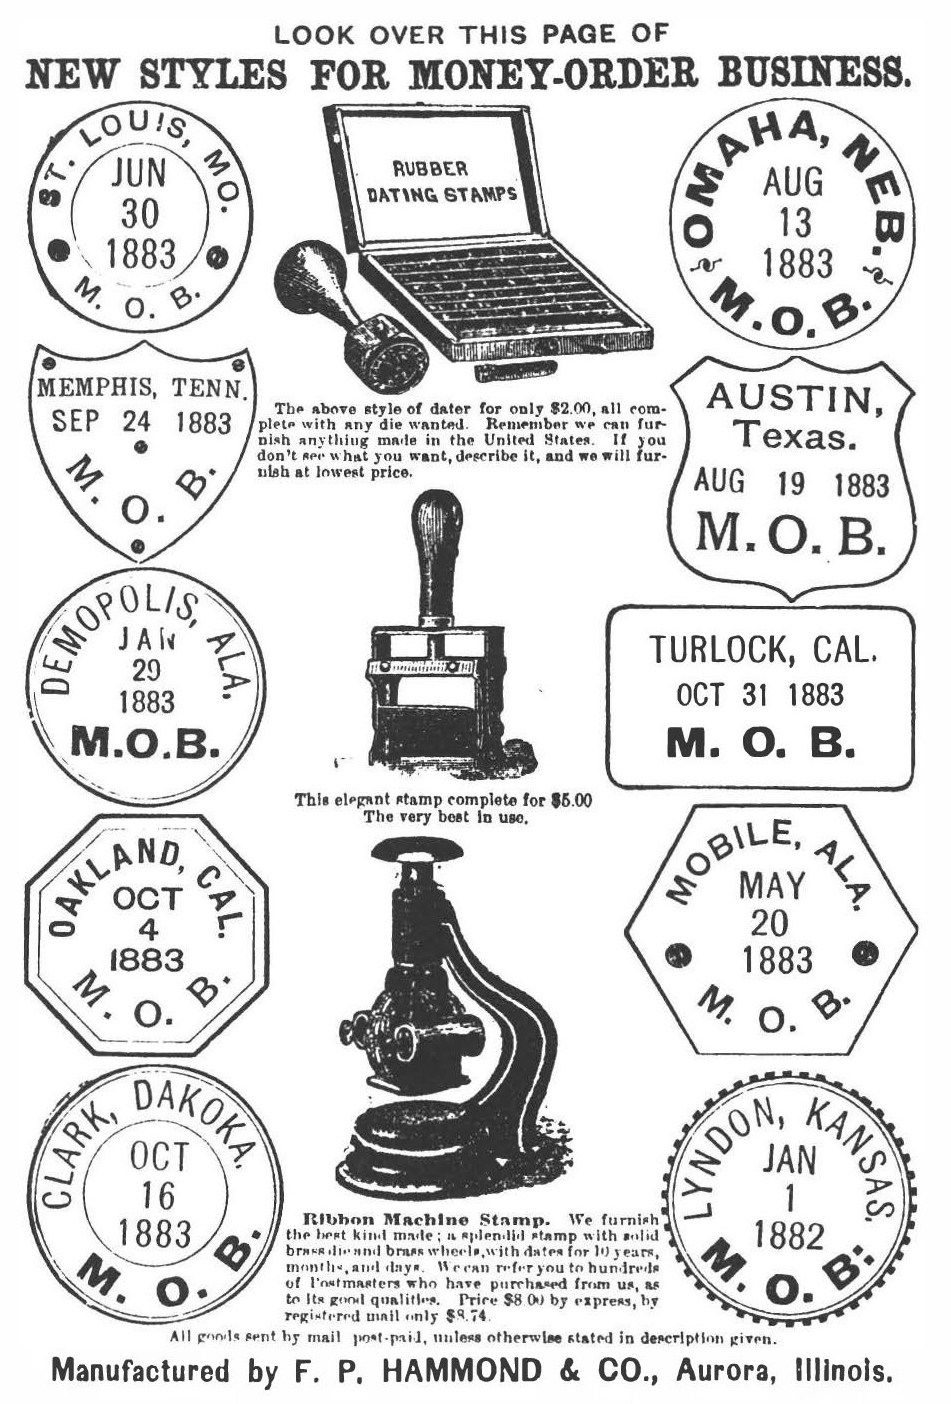 LOOK OVER THIS PAGE OF
NEW STYLES FOR MONEY-ORDER BUSINESS.
ST. LOUIS, MO.
JUN
30
1883
M. O. B.
RUBBER
DATING STAMPS
OMAHA, NEB.
AUG
13
1883
M.O.B.
MEMPHIS, TENN.
SEP 24 1883
M. O. B.
The above style of dater for only $2.00, all com-
plete with any die wanted. Remember we can fur-
nish anything made in the United States. If you
don't see what you want, describe it, and we will fur-
nish at lowest price.
AUSTIN,
Texas.
AUG 19 1883
M. O. B.
DEMOPOLIS, ALA.
JAN
29
1883
M.O.B.
TURLOCK, CAL.
OCT 31 1883
M. O. B.
This elegant stamp complete for $5.00
The very best in use.
OAKLAND, CAL.
OCT
4
1883
M. O. B.
MOBILE, ALA.
MAY
20
1883
M. O. B.
CLARK, DAKOKA.
OCT
16
1883
M. O. B.
LYNDON, KANSAS.
JAN
1
1882
M. O. B.
Ribbon Machine Stamp. We furnish
the best kind made; a splendid stamp with solid
brass die and brass wheels, with dates for 10 years,
months, and days. We can refer you to hundreds
of Postmasters who have purchased from us, as
to its good qualities. Price $8.00 by express, by
registered mail only $8.74.
All goods sent by mail post-paid, unless otherwise stated in description given.
Manufactured by F. P. HAMMOND & CO., Aurora, Illinois.